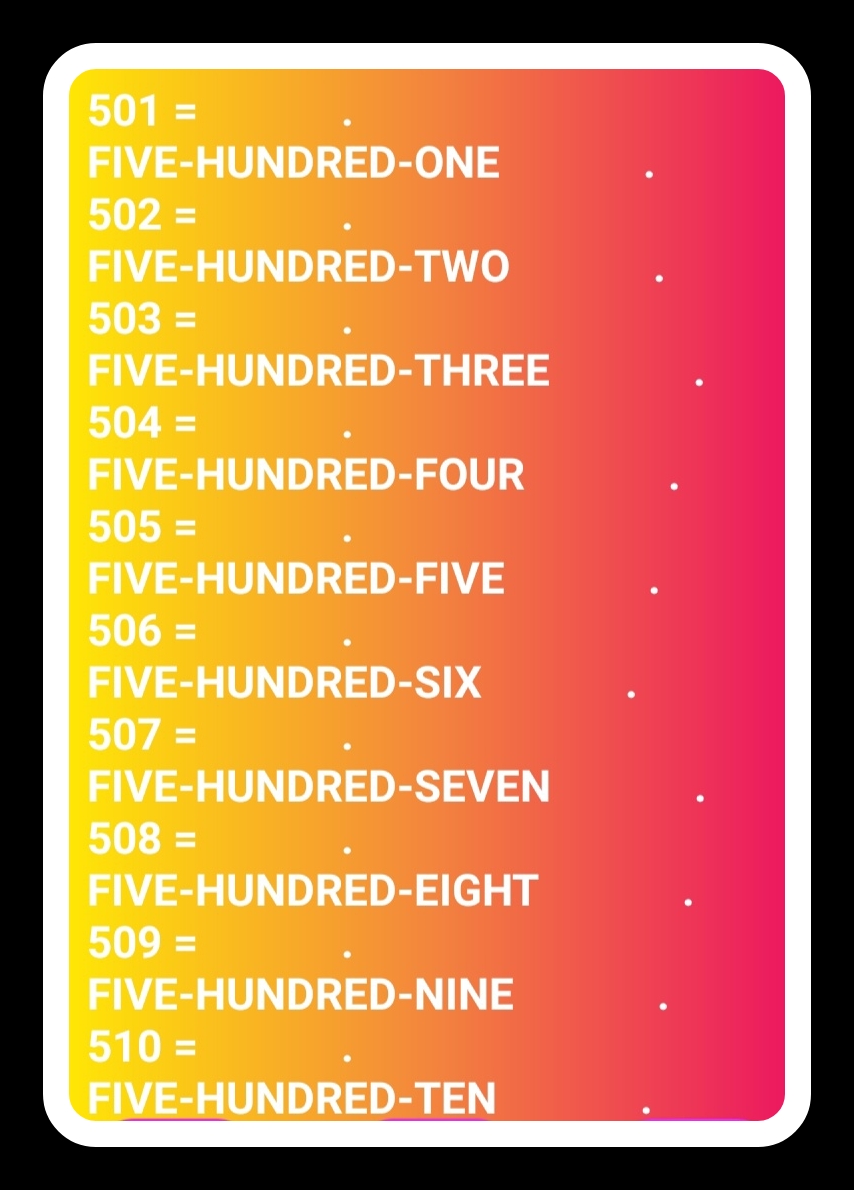 501 = .
FIVE-HUNDRED-ONE .
502 = .
FIVE-HUNDRED-TWO .
503 = .
FIVE-HUNDRED-THREE .
504 = .
FIVE-HUNDRED-FOUR .
505 = .
FIVE-HUNDRED-FIVE .
506 = .
FIVE-HUNDRED-SIX .
507 = .
FIVE-HUNDRED-SEVEN .
508 = .
FIVE-HUNDRED-EIGHT .
509 = .
FIVE-HUNDRED-NINE .
510 = .
FIVE-HUNDRED-TEN .